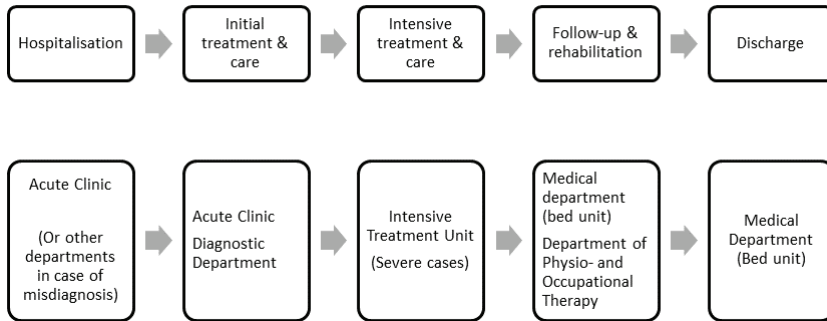 Hospitalisation
Initial
treatment &
care
Intensive
treatment &
care
Follow-up &
rehabilitation
Discharge
Acute Clinic
(Or other
departments
in case of
misdiagnosis)
Acute Clinic
Diagnostic
Department
Intensive
Treatment Unit
(Severe cases)
Medical
department
(bed unit)
Department of
Physio- and
Occupational
Therapy
Medical
Department
(Bed unit)